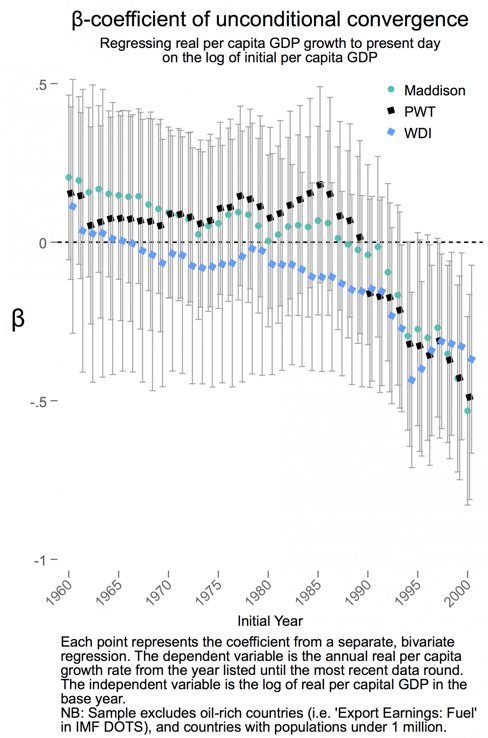 β-coefficient of unconditional convergence
Regressing real per capita GDP growth to present day
on the log of initial per capita GDP
Maddison
PWT
WDI
.5
0
-.5
-1
β
1960
1965
1970
1975
1980
1985
1990
1995
2000
Initial Year
Each point represents the coefficient from a separate, bivariate
regression. The dependent variable is the annual real per capita
growth rate from the year listed until the most recent data round.
The independent variable is the log of real per capital GDP in the
base year.
NB: Sample excludes oil-rich countries (i.e. 'Export Earnings: Fuel'
in IMF DOTS), and countries with populations under 1 million.